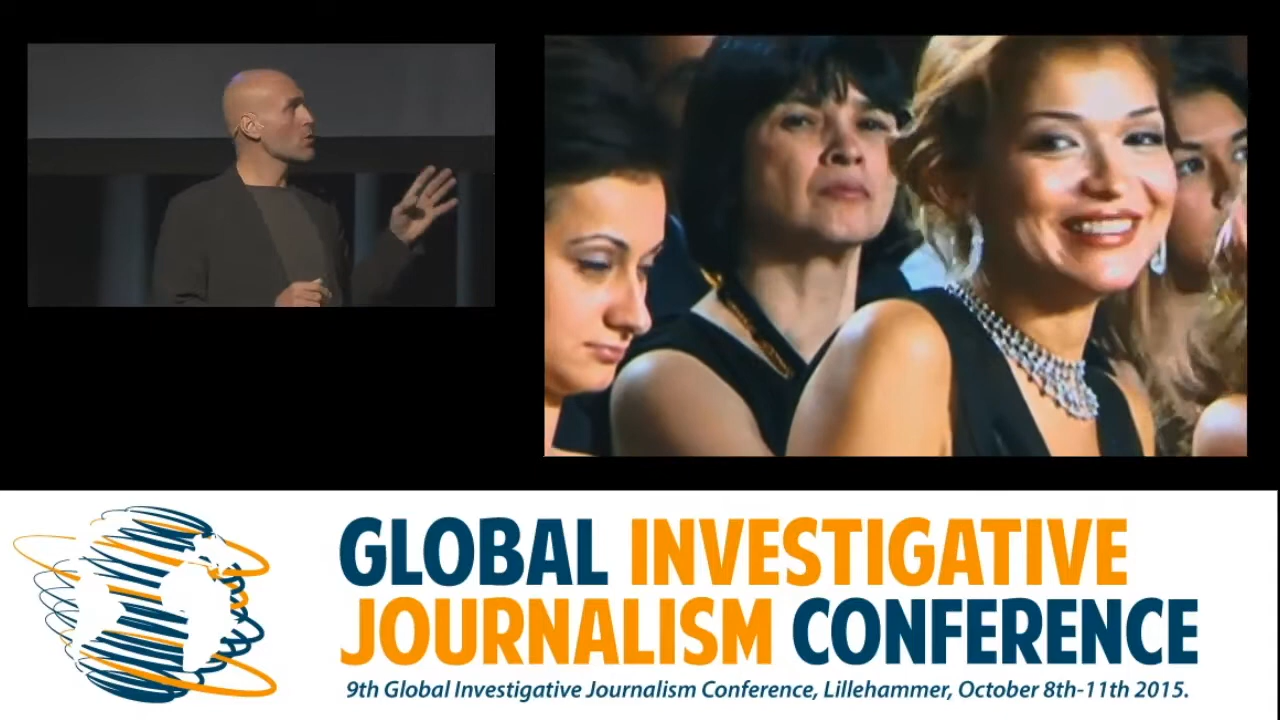 GLOBAL INVESTIGATIVE
JOURNALISM CONFERENCE
9th Global Investigative Journalism Conference, Lillehammer, October 8th-11th 2015.